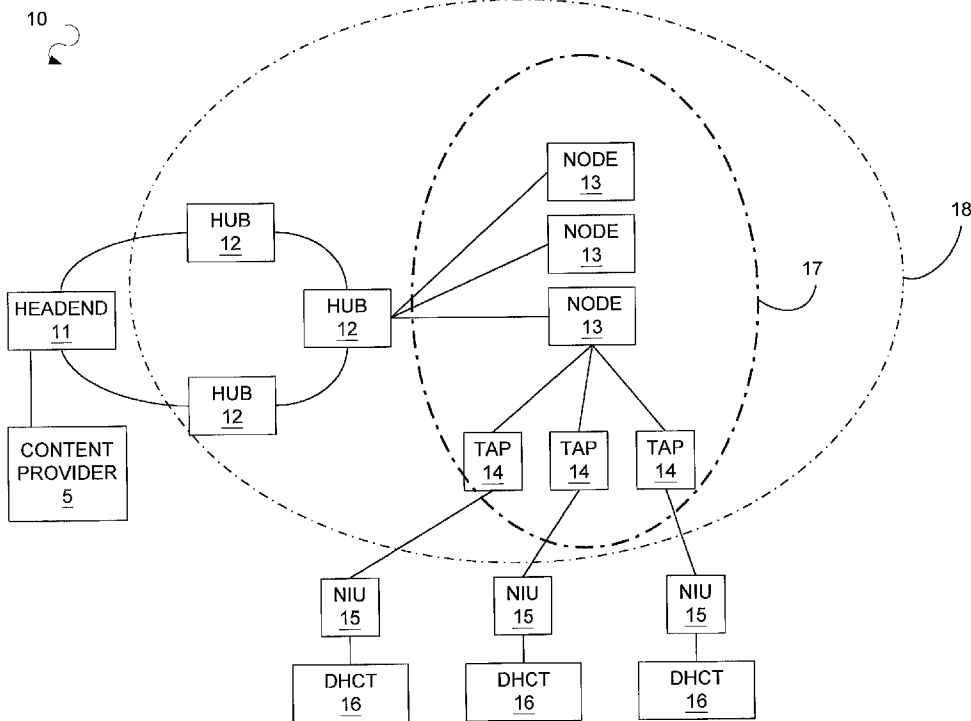 10
NODE
13
18
HUB
12
NODE
13
17
HEADEND
11
HUB
12
NODE
13
HUB
12
CONTENT
PROVIDER
5
TAP
14
TAP
14
TAP
14
NIU
15
NIU
15
NIU
15
DHCT
16
DHCT
16
DHCT
16